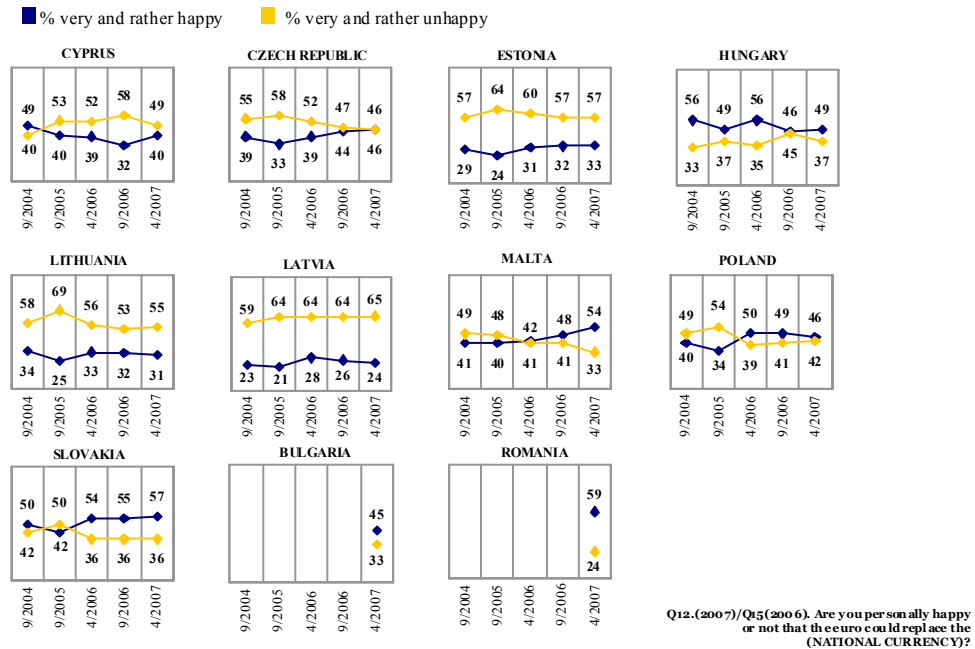 % very and rather happy % very and rather unhappy
CYPRUS CZECH REPUBLIC ESTONIA HUNGARY
49 53 52 58 49 55 58 52 47 46 57 64 60 57 57 56 49 56 46 49
40 40 39 32 40 39 33 39 44 46 29 24 31 32 33 33 37 35 45 37
9/2004 9/2005 4/2006 9/2006 4/2007 9/2004 9/2005 4/2006 9/2006 4/2007 9/2004 9/2005 4/2006 9/2006 4/2007 9/2004 9/2005 4/2006 9/2006 4/2007
LITHUANIA LATVIA MALTA POLAND
58 69 56 53 55 59 64 64 64 65 49 48 42 48 54 49 54 50 49 46
34 25 33 32 31 23 21 28 26 24 41 40 41 41 33 40 34 39 41 42
9/2004 9/2005 4/2006 9/2006 4/2007 9/2004 9/2005 4/2006 9/2006 4/2007 9/2004 9/2005 4/2006 9/2006 4/2007 9/2004 9/2005 4/2006 9/2006 4/2007
SLOVAKIA BULGARIA ROMANIA
50 50 54 55 57 45 59
42 42 36 36 36 33 24
9/2004 9/2005 4/2006 9/2006 4/2007 9/2004 9/2005 4/2006 9/2006 4/2007 9/2004 9/2005 4/2006 9/2006 4/2007
Q12.(2007)/Q15(2006). Are you personally happy
or not that the euro could replace the
(NATIONAL CURRENCY)?